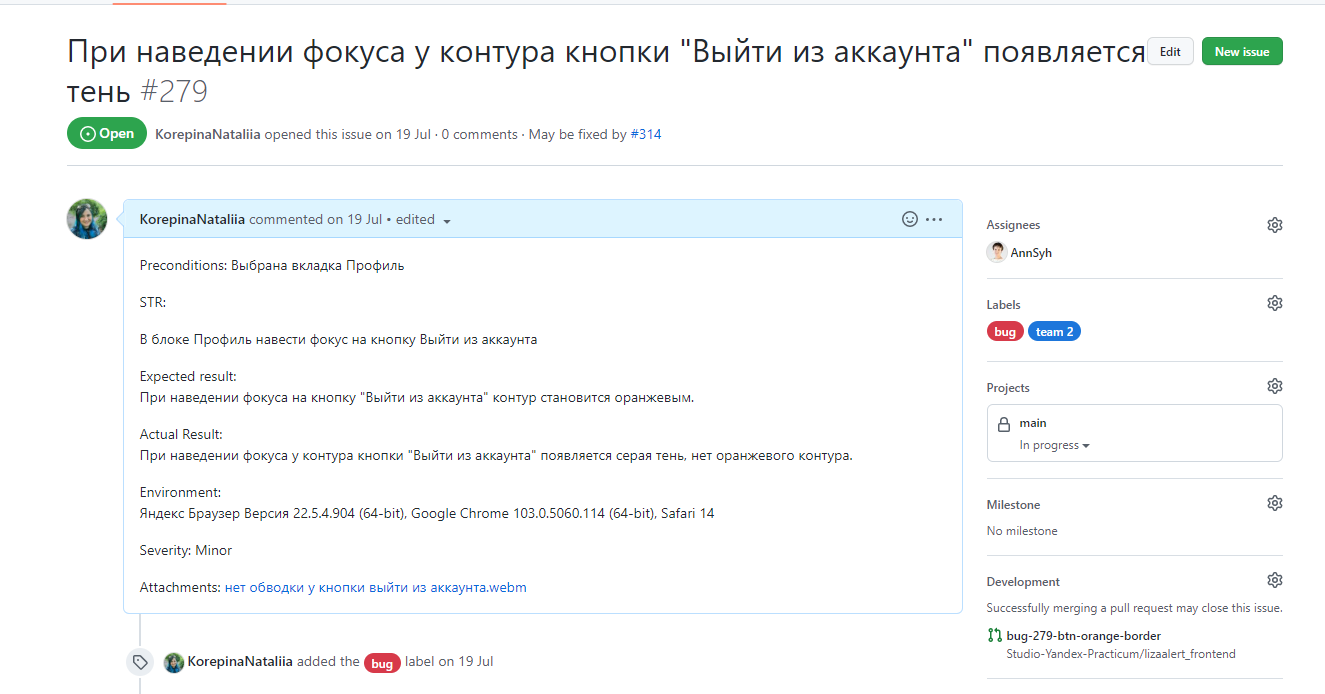 При наведении фокуса у контура кнопки "Выйти из аккаунта" появляется
тень #279
Edit
New issue
Open
KorepinaNataliia opened this issue on 19 Jul · 0 comments · May be fixed by #314
KorepinaNataliia commented on 19 Jul • edited
Preconditions: Выбрана вкладка Профиль
STR:
В блоке Профиль навести фокус на кнопку Выйти из аккаунта
Expected result:
При наведении фокуса на кнопку "Выйти из аккаунта" контур становится оранжевым.
Actual Result:
При наведении фокуса у контура кнопки "Выйти из аккаунта" появляется серая тень, нет оранжевого контура.
Environment:
Яндекс Браузер Версия 22.5.4.904 (64-bit), Google Chrome 103.0.5060.114 (64-bit), Safari 14
Severity: Minor
Attachments: нет обводки у кнопки выйти из аккаунта.webm
KorepinaNataliia added the bug label on 19 Jul
Assignees
AnnSyh
Labels
bug team 2
Projects
main
In progress
Milestone
No milestone
Development
Successfully merging a pull request may close this issue.
bug-279-btn-orange-border
Studio-Yandex-Practicum/lizaalert_frontend